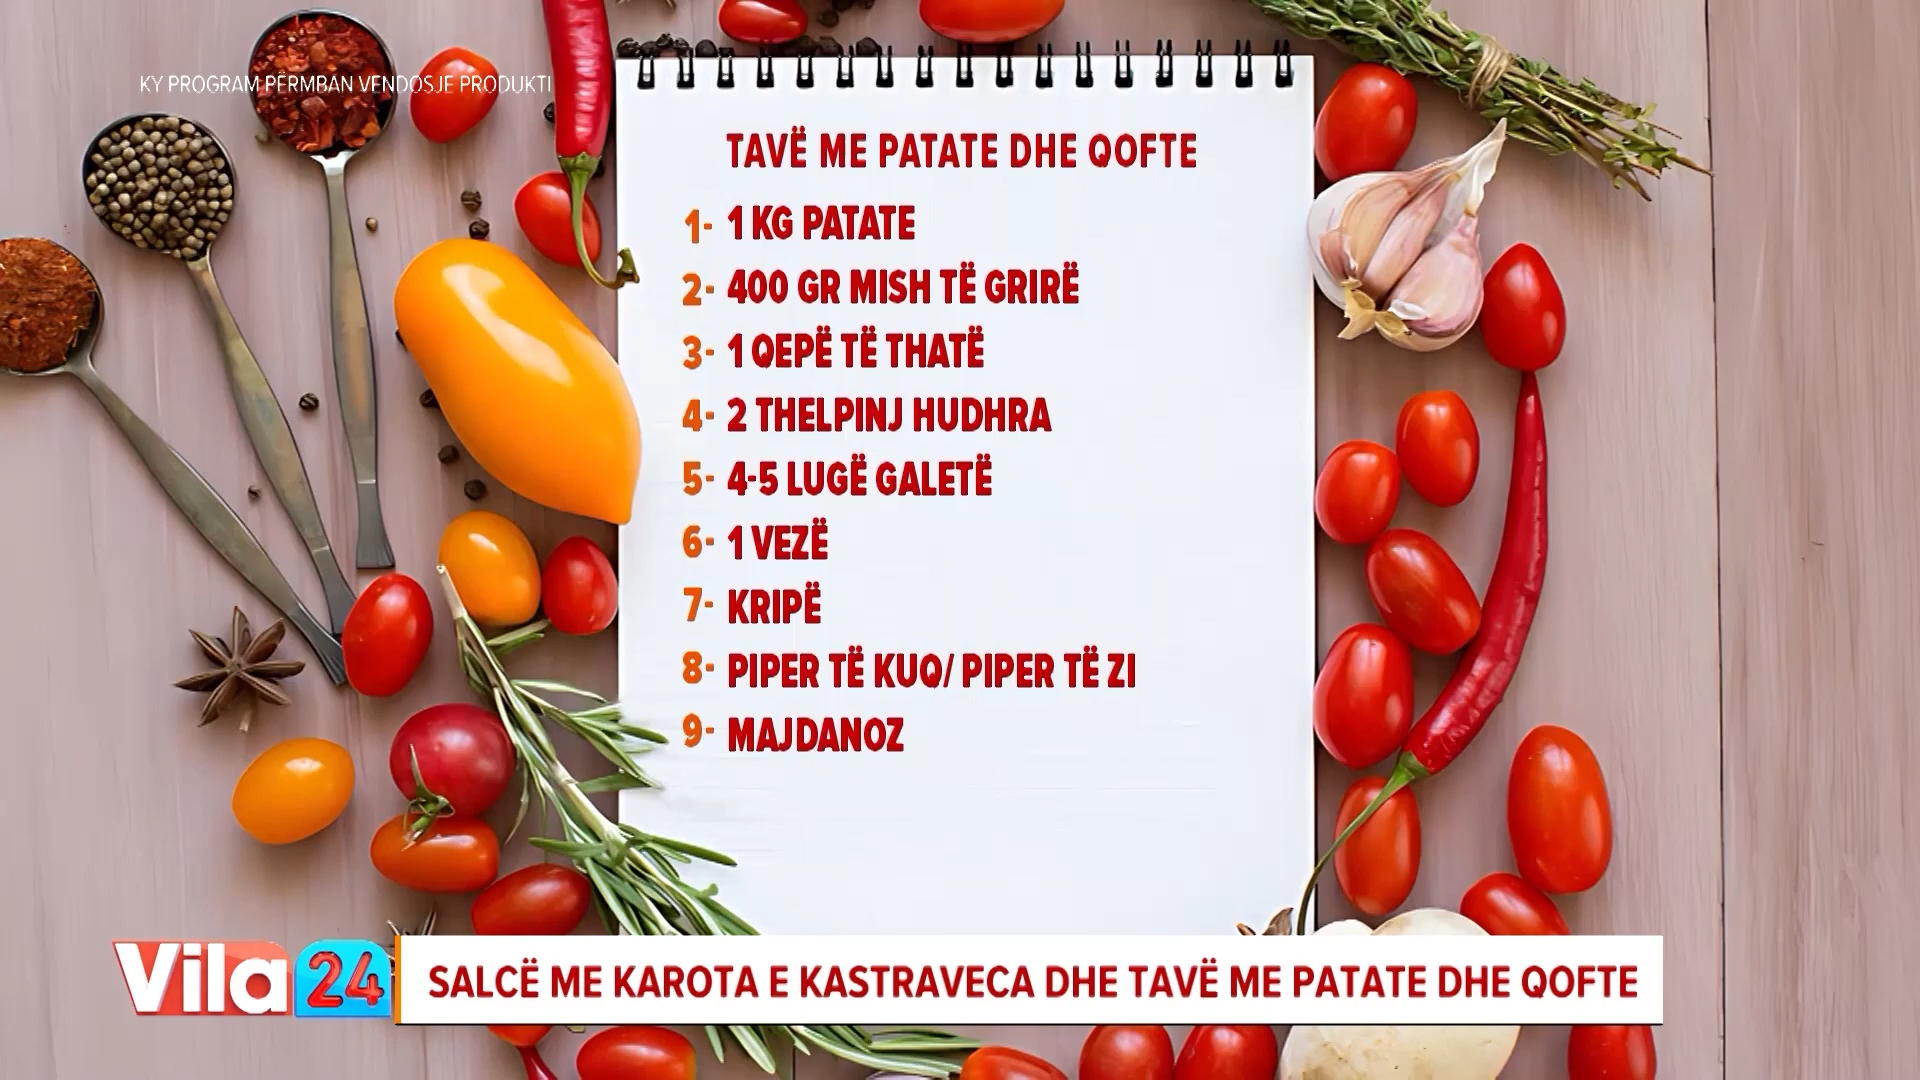 KY PROGRAM PËRMBAN VENDOSJE PRODUKTI
TAVË ME PATATE DHE QOFTE
1- 1 KG PATATE
2- 400 GR MISH TË GRIRË
3- 1 QEPË TË THATË
4- 2 THELPINJ HUDHRA
5- 4-5 LUGË GALETË
6- 1 VEZË
7- KRIPË
8- PIPER TË KUQ/ PIPER TË ZI
9- MAJDANOZ
Vila 24
SALCË ME KAROTA E KASTRAVECA DHE TAVË ME PATATE DHE QOFTE